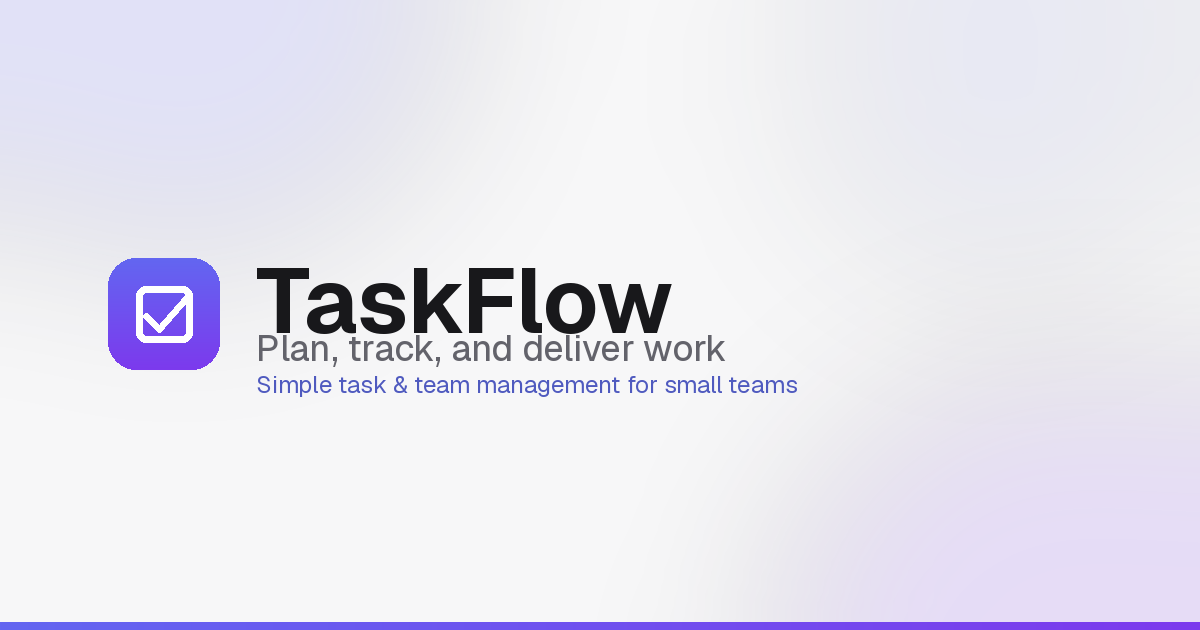 TaskFlow
Plan, track, and deliver work
Simple task & team management for small teams